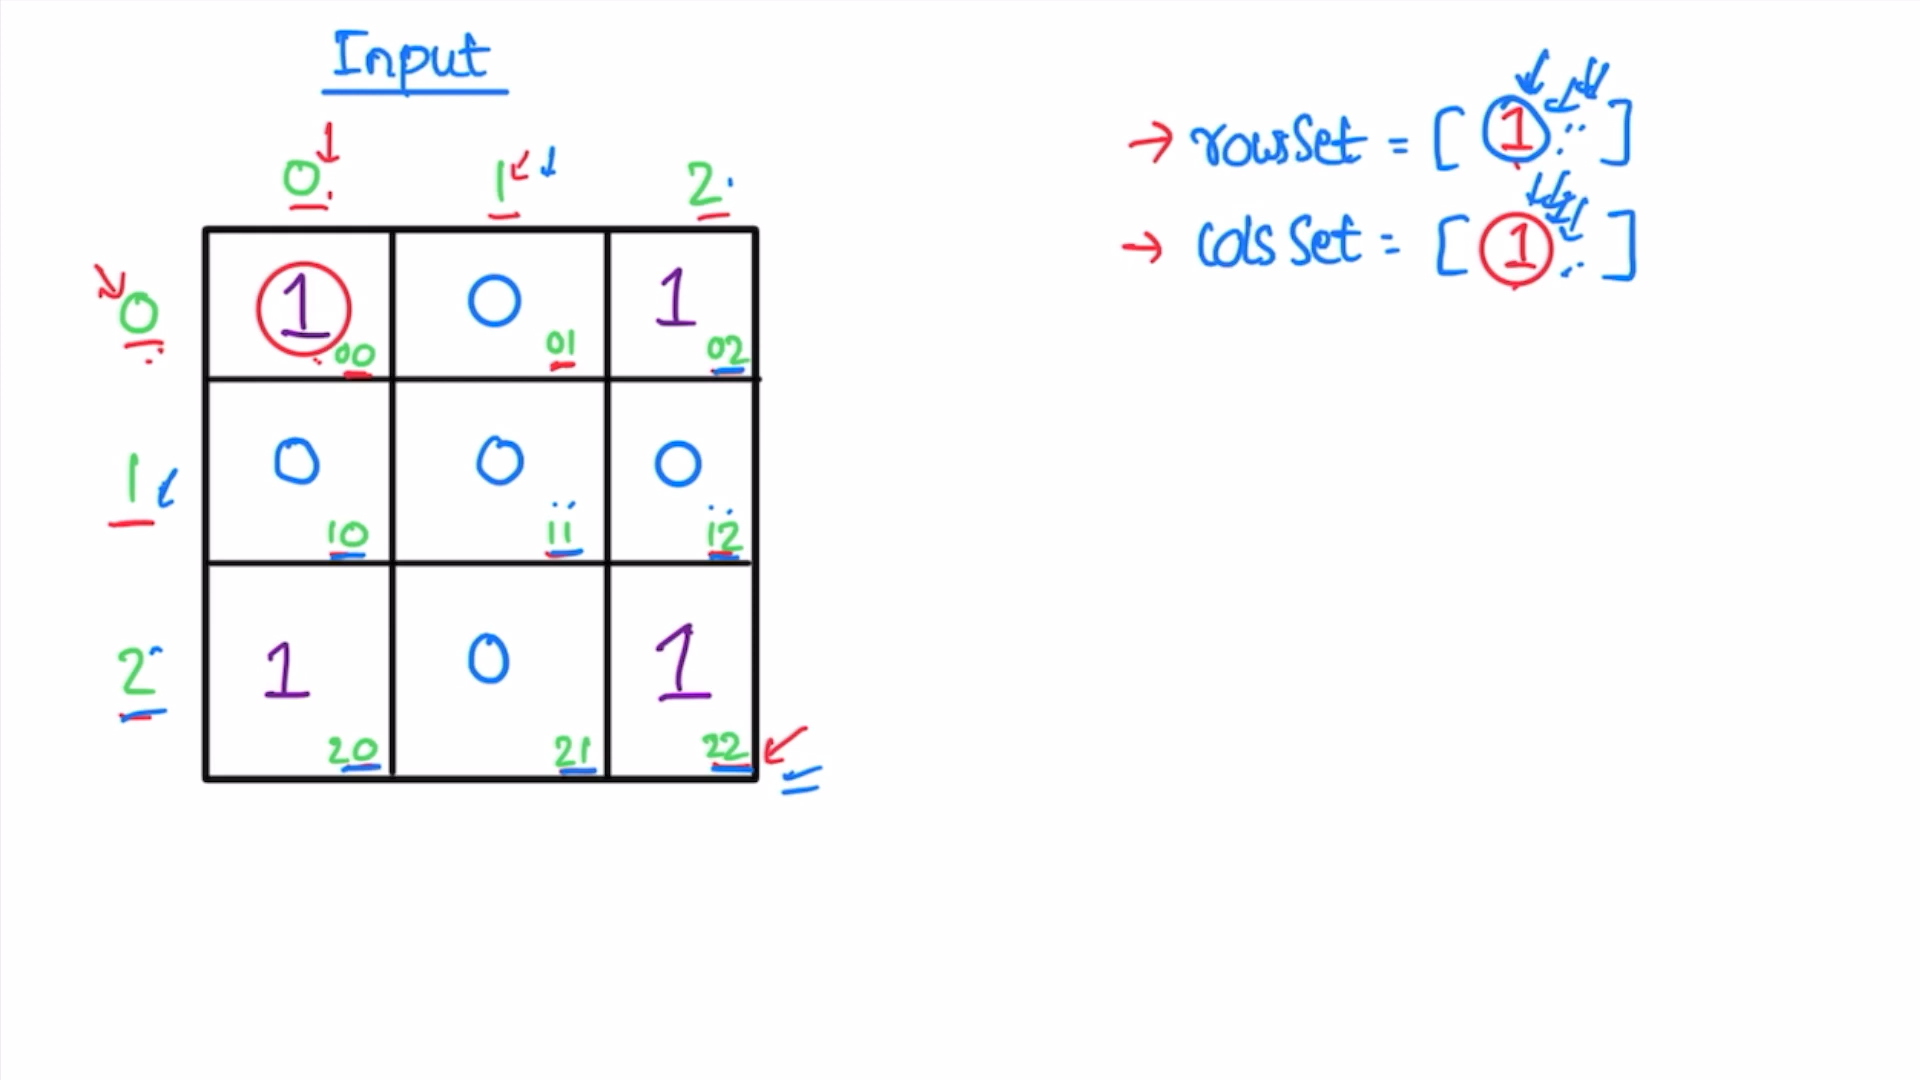 Input
rowsSet = [ 1 ]
colsSet = [ 1 ]
0 1 2
0 1 0 1
00 01 02
1 0 0 0
10 11 12
2 1 0 1
20 21 22